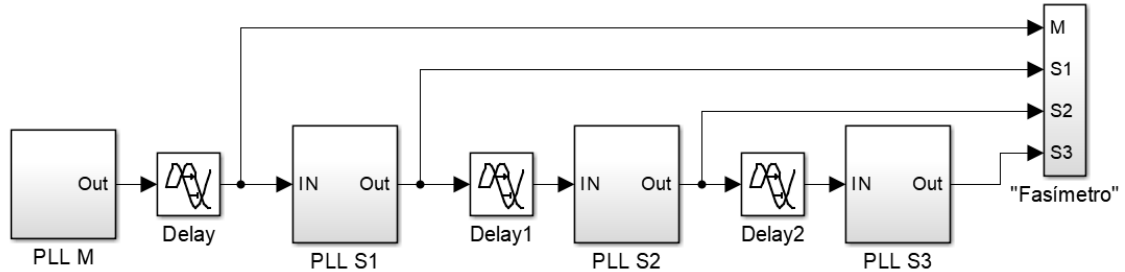 M
S1
S2
S3
"Fasímetro"
Out
PLL M
Delay
IN
Out
PLL S1
Delay1
IN
Out
PLL S2
Delay2
IN
Out
PLL S3